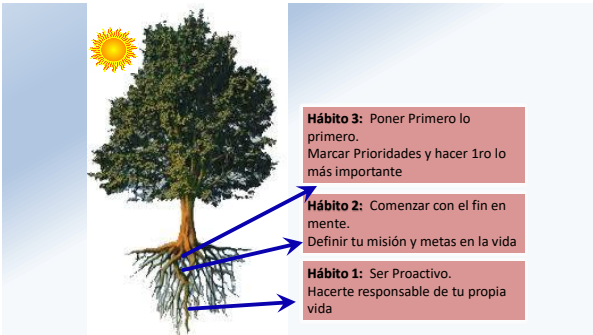 Hábito 3: Poner Primero lo
primero.
Marcar Prioridades y hacer 1ro lo
más importante
Hábito 2: Comenzar con el fin en
mente.
Definir tu misión y metas en la vida
Hábito 1: Ser Proactivo.
Hacerte responsable de tu propia
vida